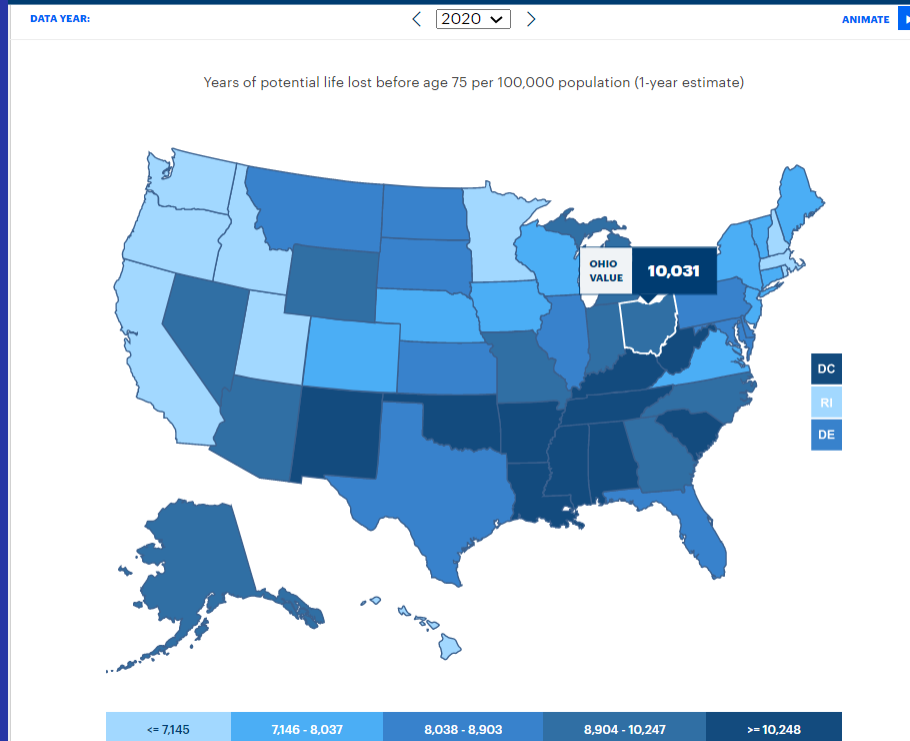 DATA YEAR:
2020
ANIMATE
Years of potential life lost before age 75 per 100,000 population (1-year estimate)
OHIO
VALUE
10,031
DC
RI
DE
<= 7,145
7,146 - 8,037
8,038 - 8,903
8,904 - 10,247
>= 10,248